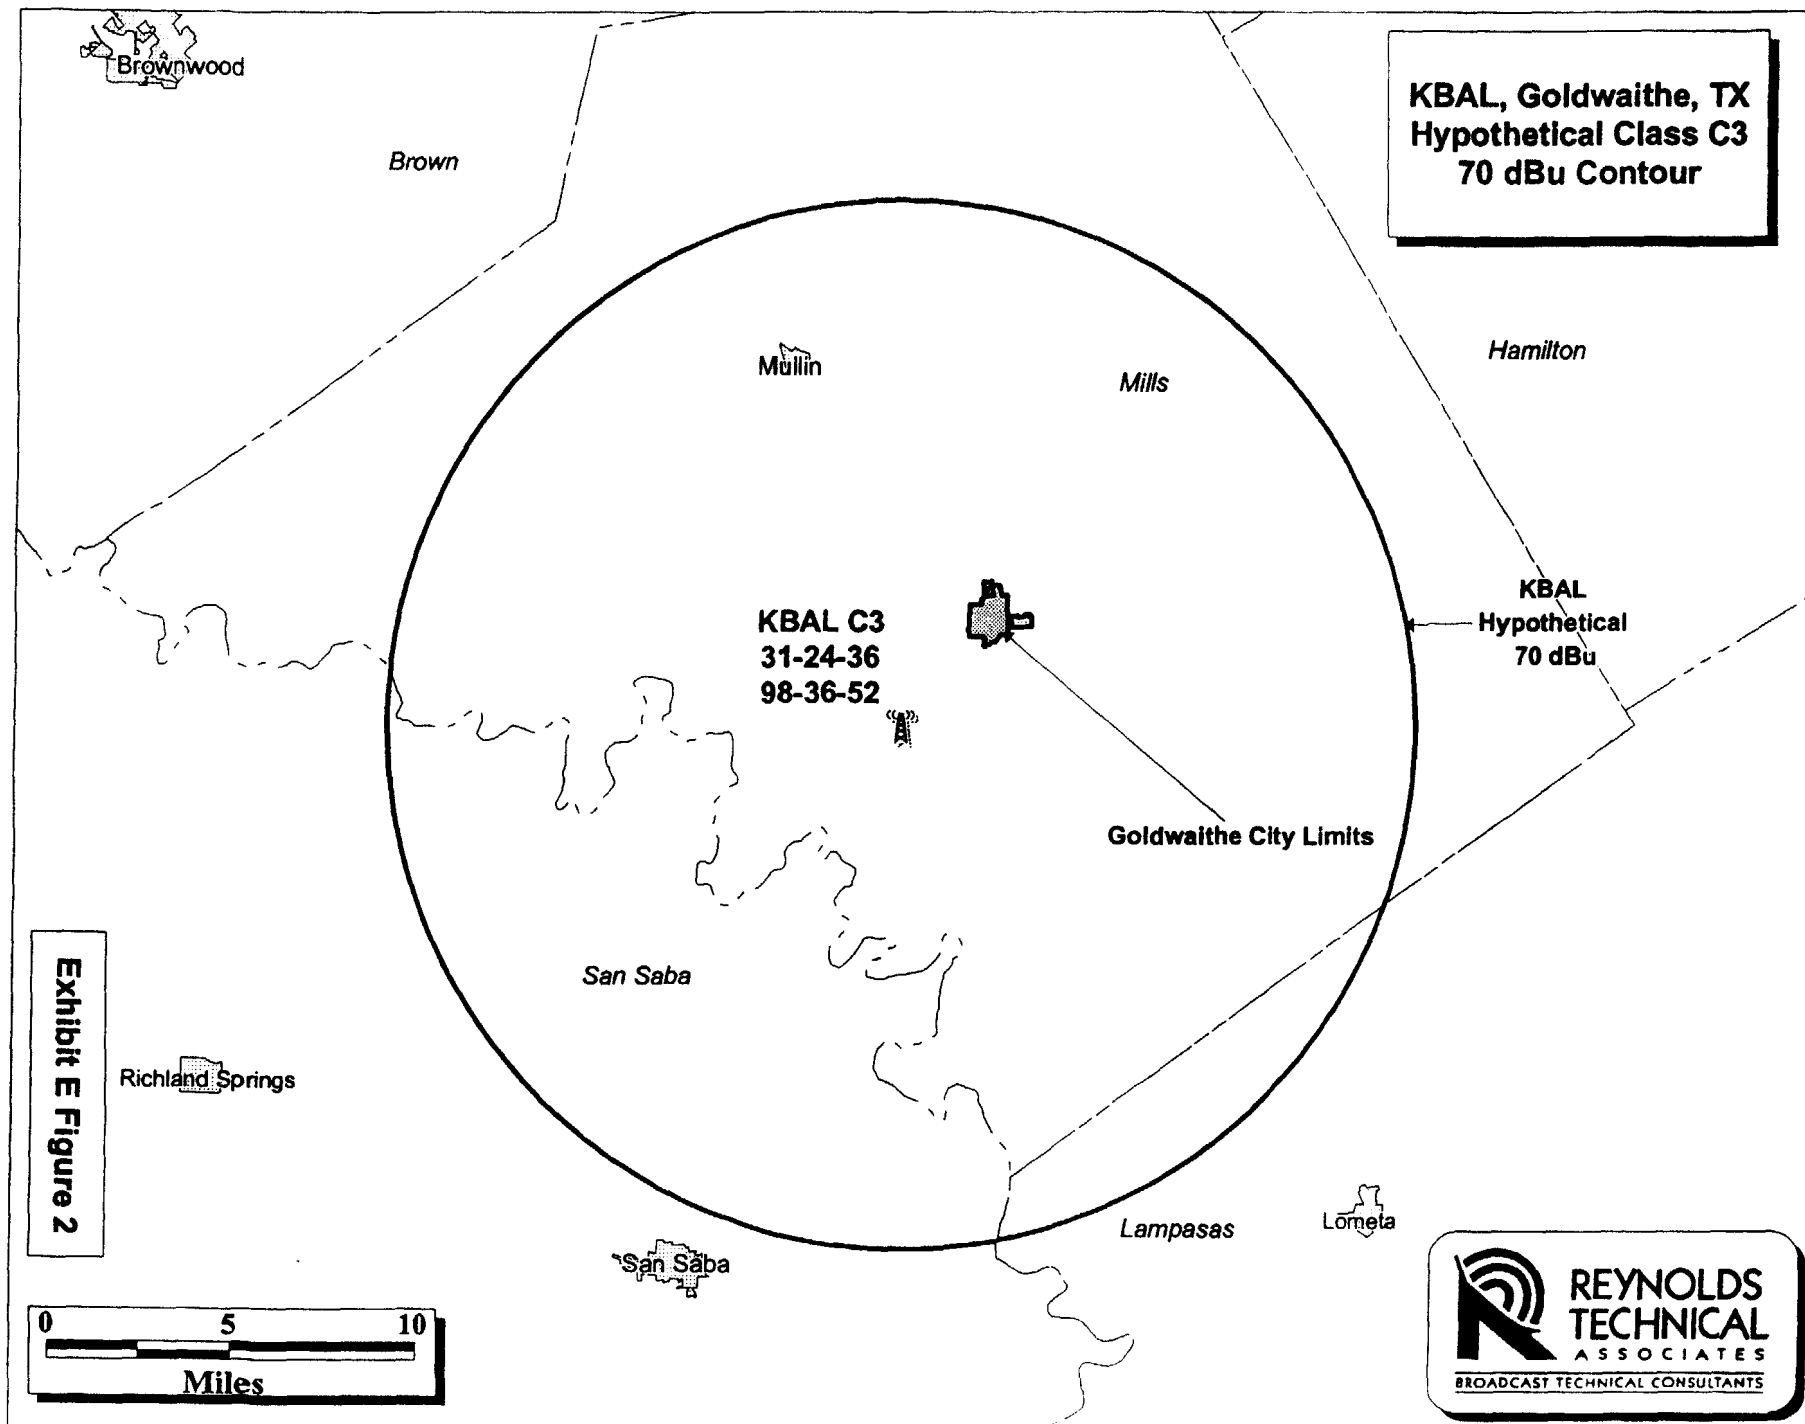 Brownwood
KBAL, Goldwaithe, TX
Hypothetical Class C3
70 dBu Contour
Brown
Mullin
Mills
Hamilton
KBAL C3
31-24-36
98-36-52
KBAL
Hypothetical
70 dBu
Goldwaithe City Limits
San Saba
Exhibit E Figure 2
Richland Springs
Lampasas
Lometa
San Saba
0 5 10
Miles
REYNOLDS
TECHNICAL
ASSOCIATES
BROADCAST TECHNICAL CONSULTANTS